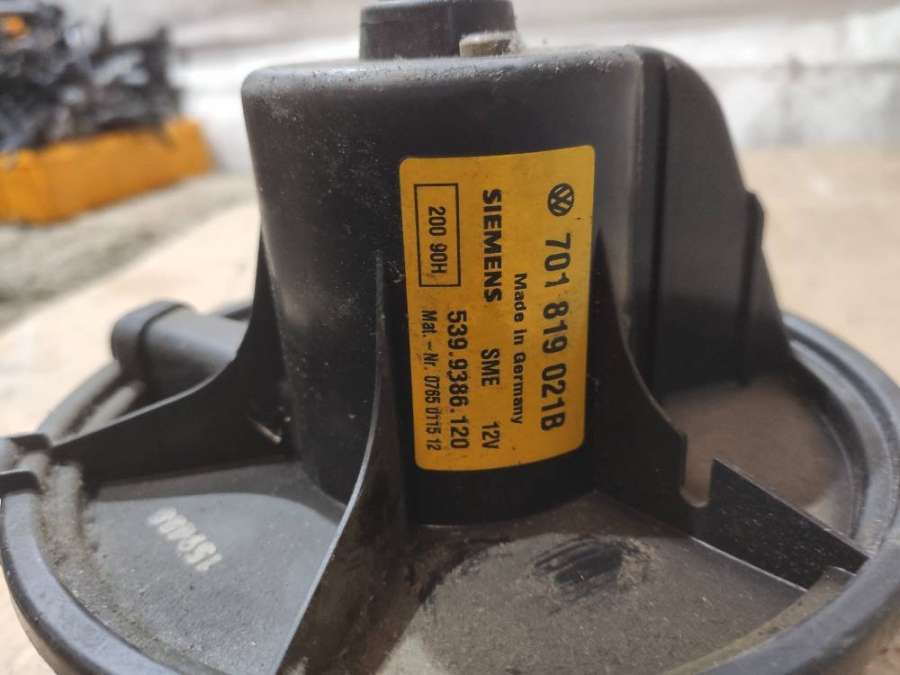 701 819 021B
Made in Germany
SIEMENS SME 12V
539.9386.120
200 90H
Mat.-Nr. 0765 0115 12